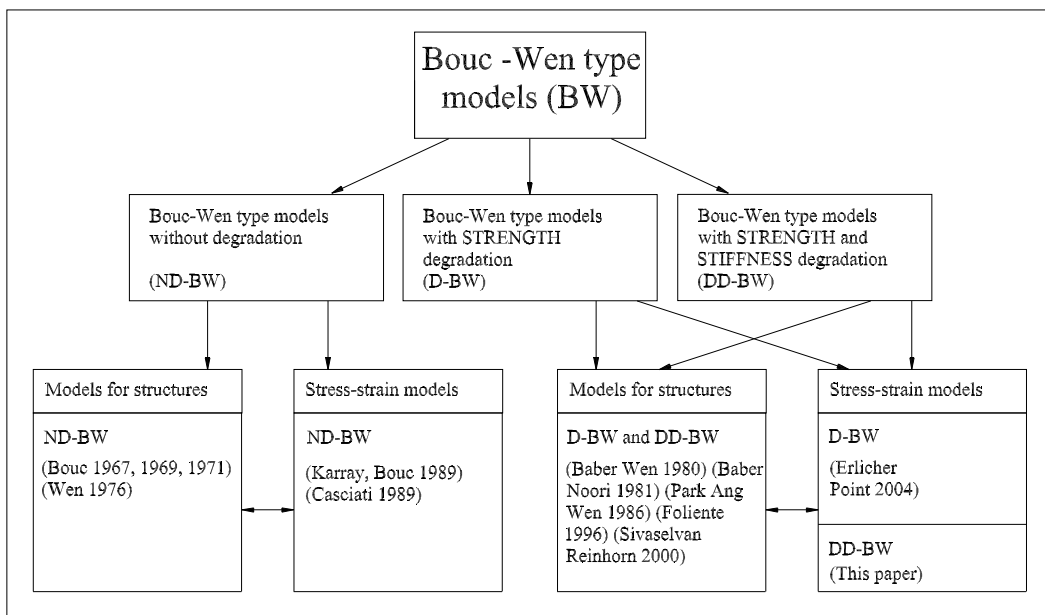 Bouc -Wen type
models (BW)
Bouc-Wen type models
without degradation
(ND-BW)
Bouc-Wen type models
with STRENGTH
degradation
(D-BW)
Bouc-Wen type models
with STRENGTH and
STIFFNESS degradation
(DD-BW)
Models for structures
ND-BW
(Bouc 1967, 1969, 1971)
(Wen 1976)
Stress-strain models
ND-BW
(Karray, Bouc 1989)
(Casciati 1989)
Models for structures
D-BW and DD-BW
(Baber Wen 1980) (Baber
Noori 1981) (Park Ang
Wen 1986) (Foliente
1996) (Sivaselvan
Reinhorn 2000)
Stress-strain models
D-BW
(Erlicher
Point 2004)
DD-BW
(This paper)